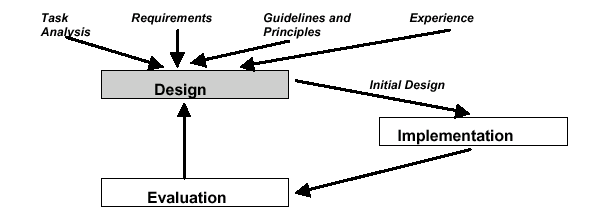 Task
Analysis
Requirements
Guidelines and
Principles
Experience
Design
Initial Design
Implementation
Evaluation